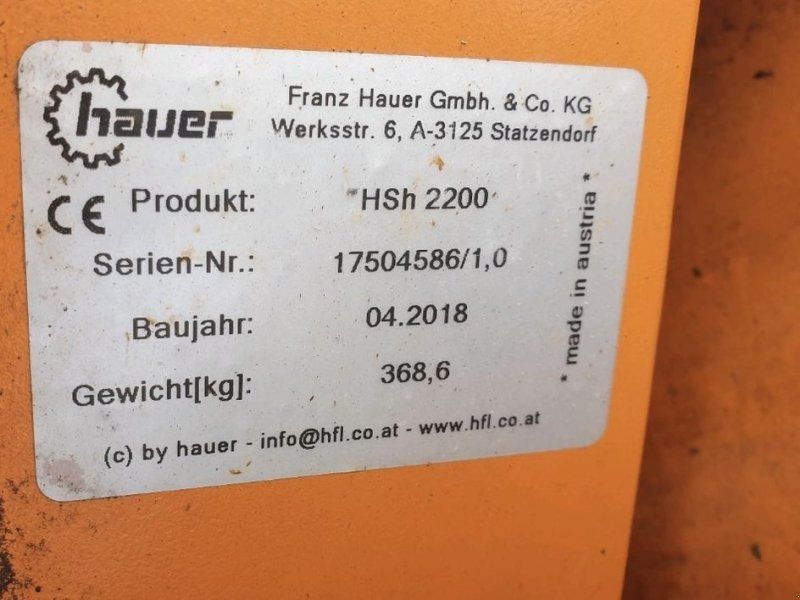 hauer
Franz Hauer Gmbh. & Co. KG
Werksstr. 6, A-3125 Statzendorf
CE
Produkt: HSh 2200
Serien-Nr.: 17504586/1,0
Baujahr: 04.2018
Gewicht[kg]: 368,6
(c) by hauer - info@hfl.co.at - www.hfl.co.at
* made in austria *